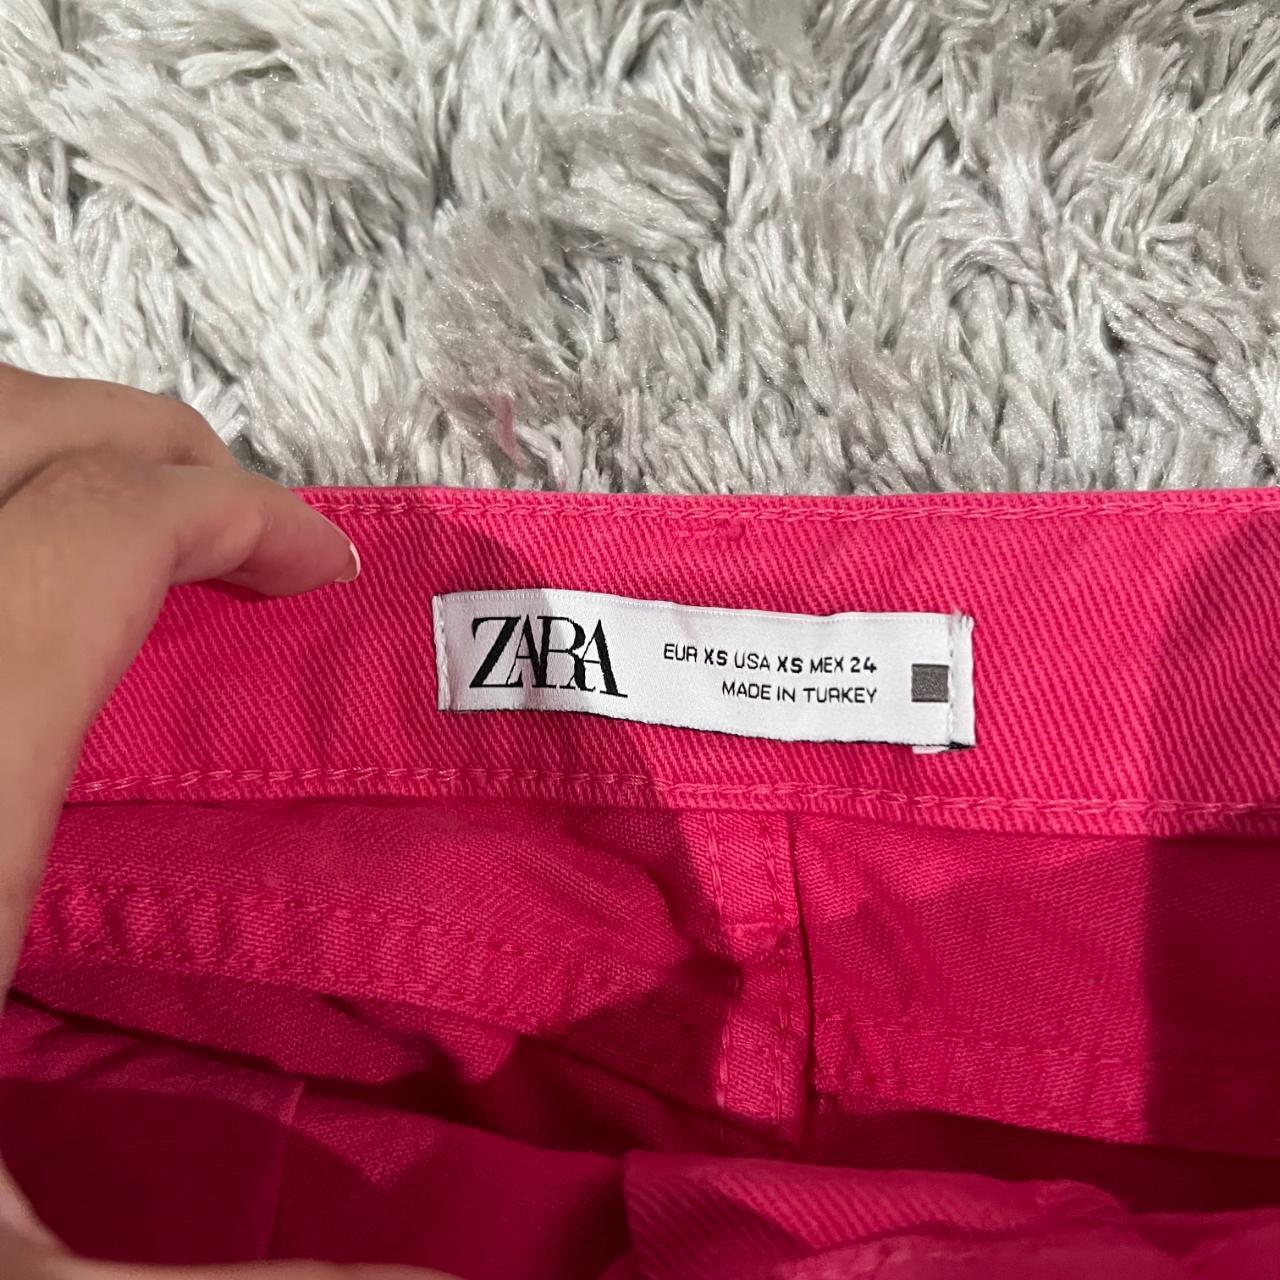 ZARA
EUR XS USA XS MEX 24
MADE IN TURKEY